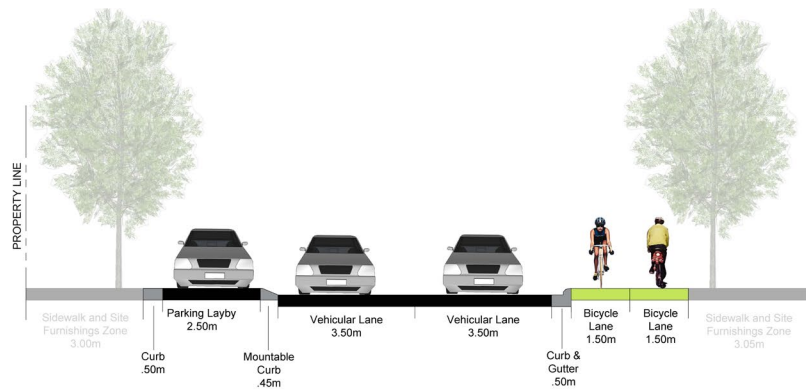 PROPERTY LINE
Sidewalk and Site
Furnishings Zone
3.00m
Curb
.50m
Parking Layby
2.50m
Mountable
Curb
.45m
Vehicular Lane
3.50m
Vehicular Lane
3.50m
Curb &
Gutter
.50m
Bicycle
Lane
1.50m
Bicycle
Lane
1.50m
Sidewalk and Site
Furnishings Zone
3.05m